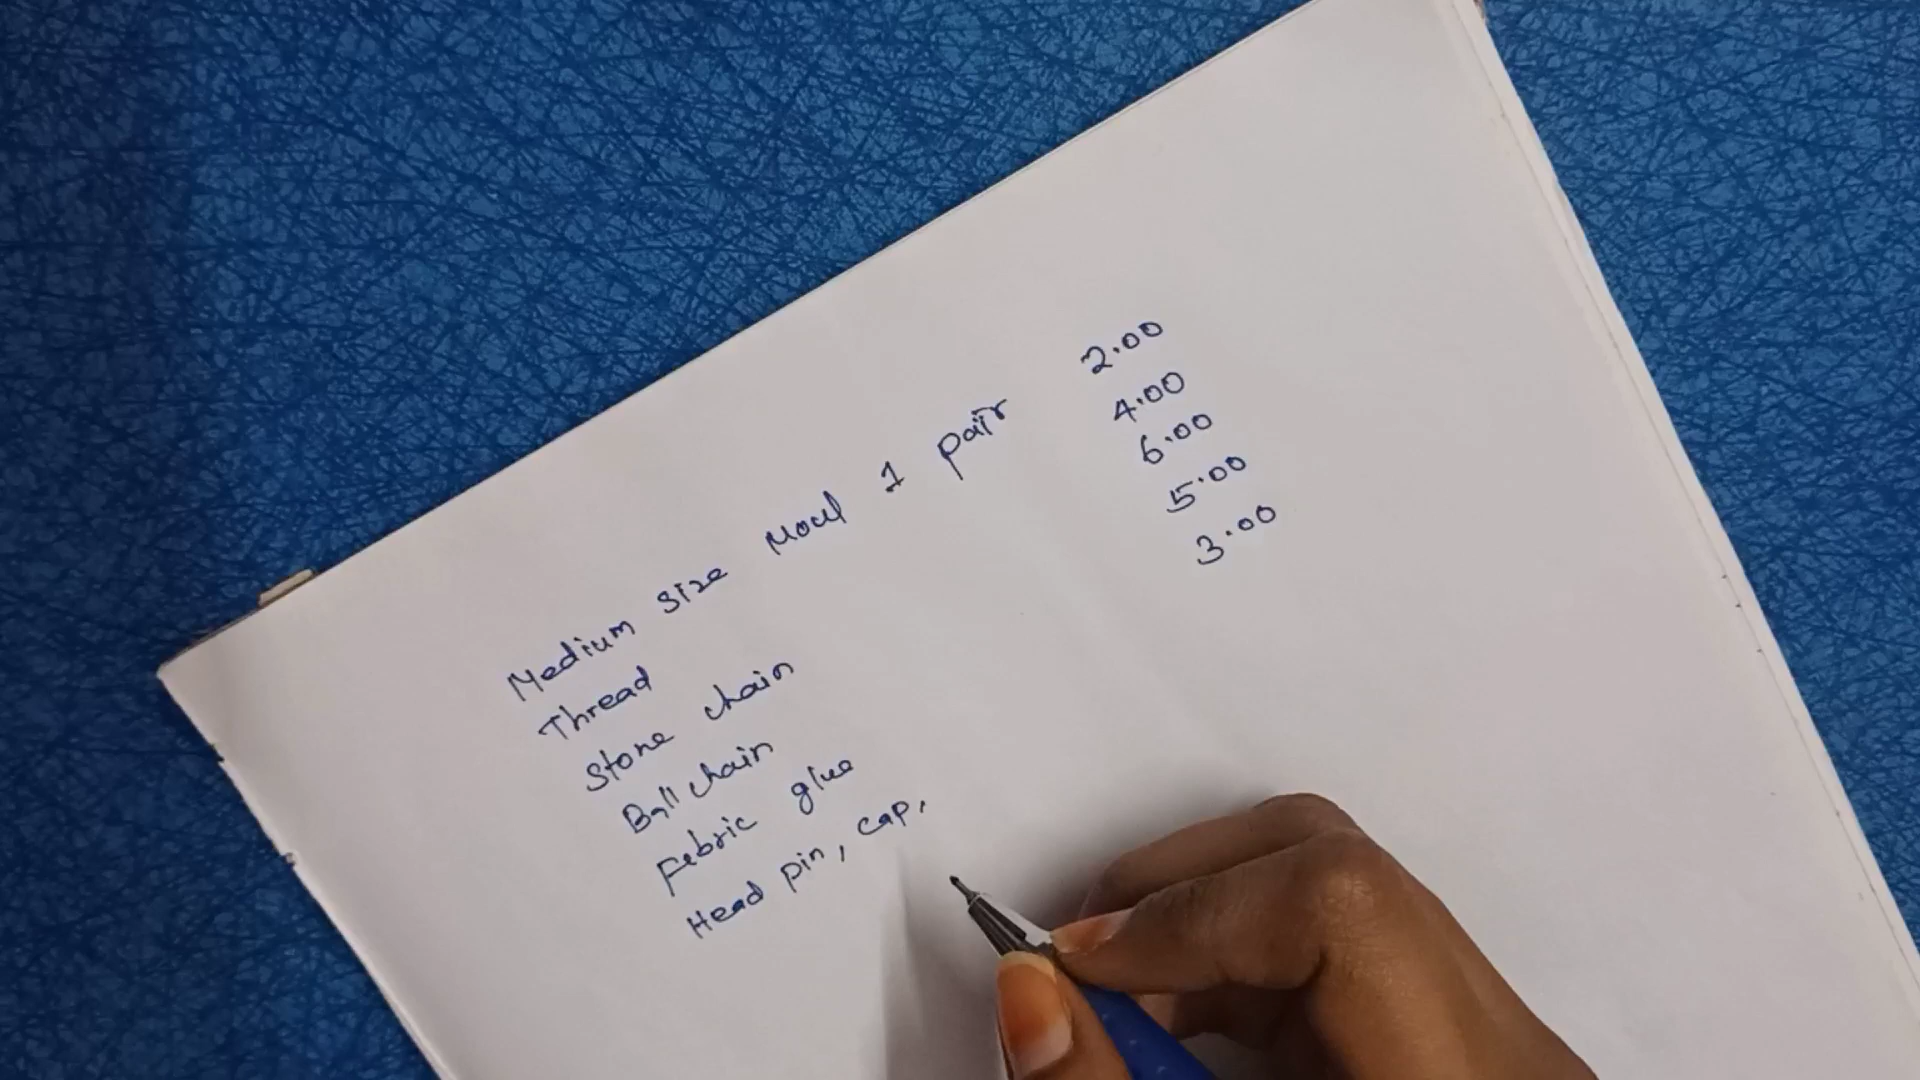 Medium Size Mould 1 pair 2.00
Thread 4.00
Stone chain 6.00
Ball chain 5.00
Febric glue 3.00
Head pin, cap,